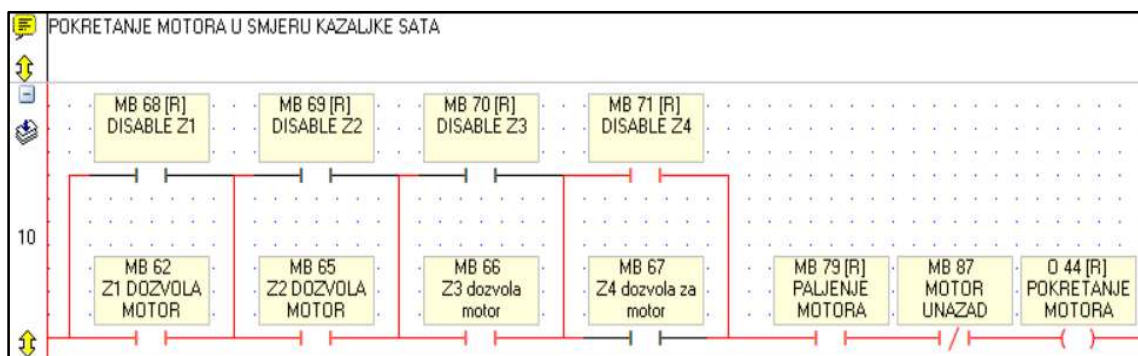 POKRETANJE MOTORA U SMJERU KAZALJKE SATA
MB 68 [R]
DISABLE Z1
MB 69 [R]
DISABLE Z2
MB 70 [R]
DISABLE Z3
MB 71 [R]
DISABLE Z4
10
MB 62
Z1 DOZVOLA
MOTOR
MB 65
Z2 DOZVOLA
MOTOR
MB 66
Z3 dozvola
motor
MB 67
Z4 dozvola za
motor
MB 79 [R]
PALJENJE
MOTORA
MB 87
MOTOR
UNAZAD
O 44 [R]
POKRETANJE
MOTORA